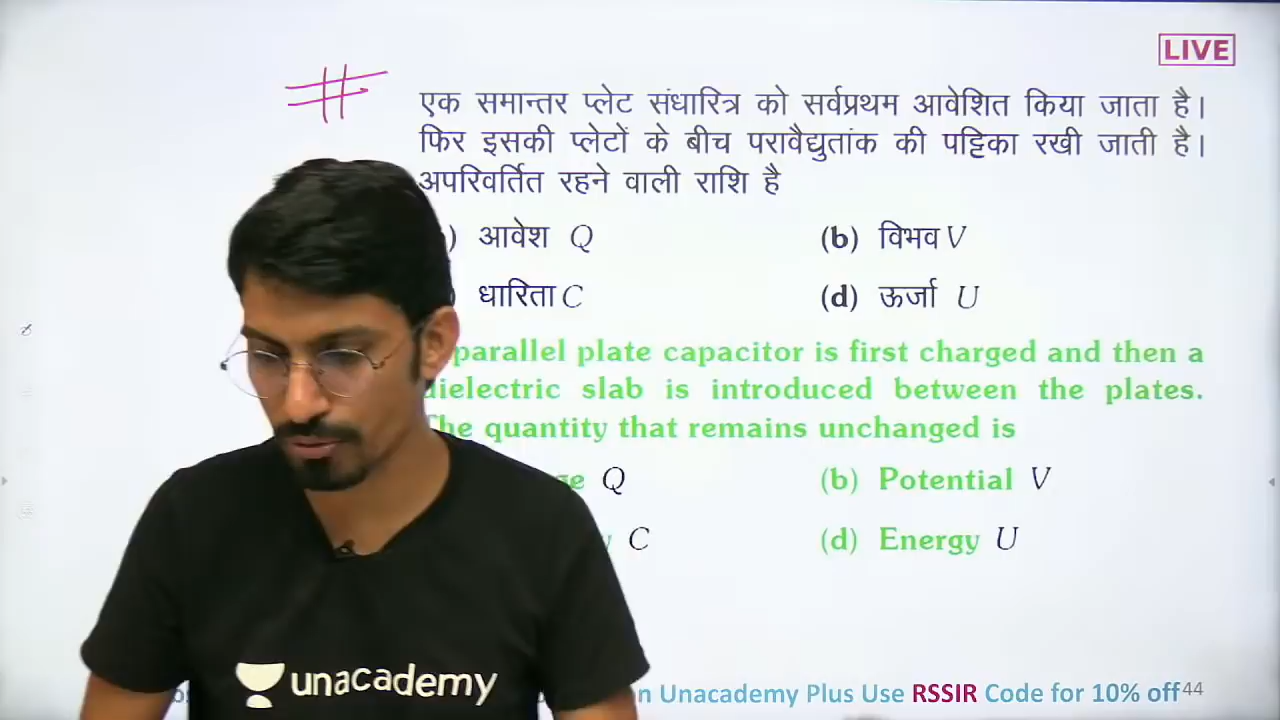 LIVE
एक समान्तर प्लेट संधारित्र को सर्वप्रथम आवेशित किया जाता है।
फिर इसकी प्लेटों के बीच परावैद्युतांक की पट्टिका रखी जाती है।
अपरिवर्तित रहने वाली राशि है
आवेश Q (b) विभव V
धारिता C (d) ऊर्जा U
parallel plate capacitor is first charged and then a
dielectric slab is introduced between the plates.
The quantity that remains unchanged is
Q (b) Potential V
C (d) Energy U
unacademy
Unacademy Plus Use RSSIR Code for 10% off 44